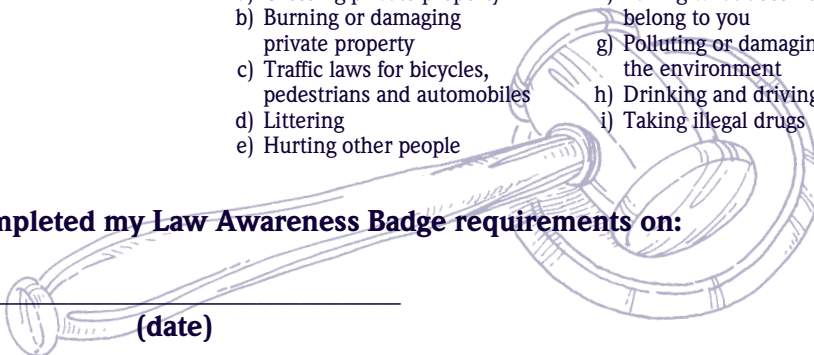 b) Burning or damaging
private property
c) Traffic laws for bicycles,
pedestrians and automobiles
d) Littering
e) Hurting other people
belong to you
g) Polluting or damagin
the environment
h) Drinking and driving
i) Taking illegal drugs
mpleted my Law Awareness Badge requirements on:
(date)